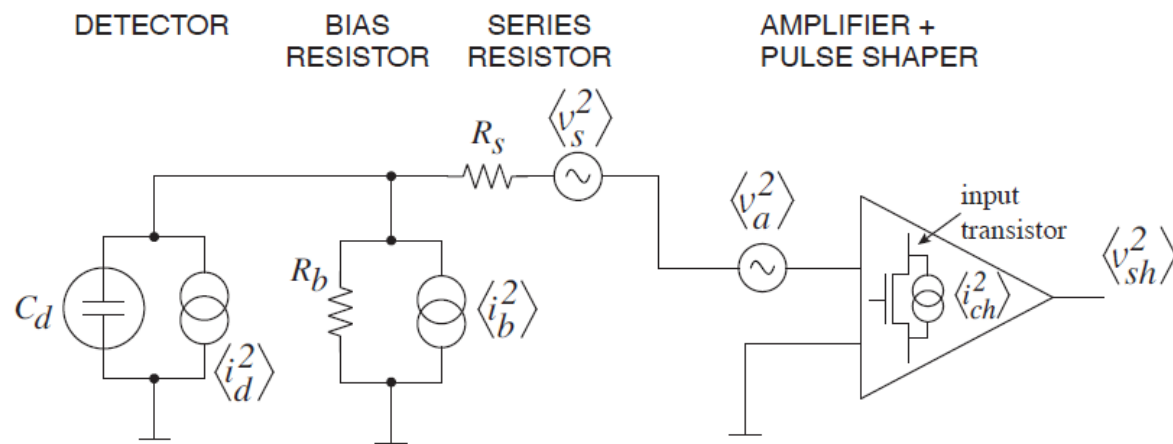 DETECTOR
BIAS
RESISTOR
SERIES
RESISTOR
AMPLIFIER +
PULSE SHAPER
R_s
⟨v_s^2⟩
⟨v_a^2⟩
input
transistor
⟨v_sh^2⟩
C_d
⟨i_d^2⟩
R_b
⟨i_b^2⟩
⟨i_ch^2⟩